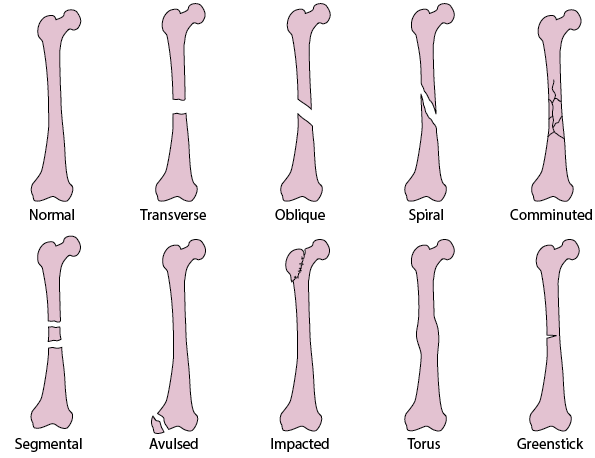 Normal
Transverse
Oblique
Spiral
Comminuted
Segmental
Avulsed
Impacted
Torus
Greenstick